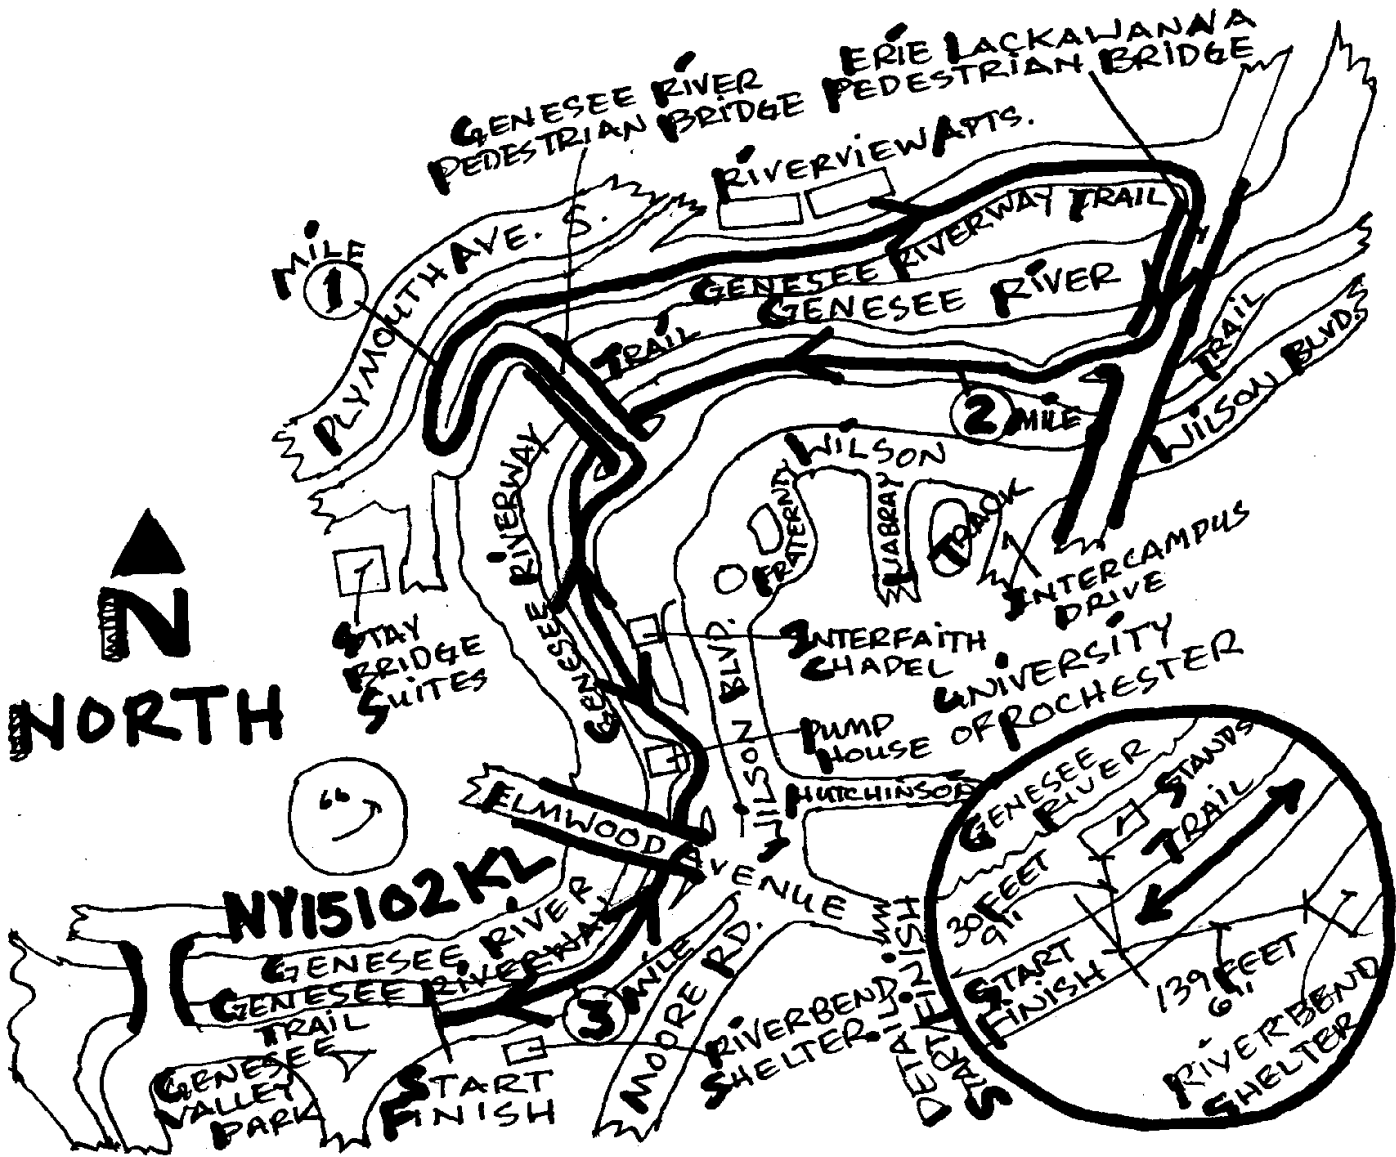 ERIE LACKAWANNA
PEDESTRIAN BRIDGE
GENESEE RIVER
PEDESTRIAN BRIDGE
RIVERVIEW APTS.
MILE
1
PLYMOUTH AVE. S.
GENESEE RIVERWAY TRAIL
GENESEE RIVER
TRAIL
TRAIL
WILSON BLVD.
2 MILE
WILSON
FRATERNITY
TRACK
GENESEE RIVERWAY
INTERCAMPUS
DRIVE
STAY
BRIDGE
SUITES
N
NORTH
INTERFAITH
CHAPEL
UNIVERSITY
OF ROCHESTER
WILSON BLVD.
PUMP
HOUSE
HUTCHINSON
ELMWOOD AVENUE
NY15102KL
GENESEE RIVER
GENESEE RIVERWAY
TRAIL
GENESEE
VALLEY
PARK
START
FINISH
3 MILE
MOORE RD.
RIVERBEND
SHELTER
DETAILS
START FINISH
GENESEE
RIVER
STANDS
TRAIL
30 FEET
9"
START
FINISH
139 FEET
6"
RIVERBEND
SHELTER